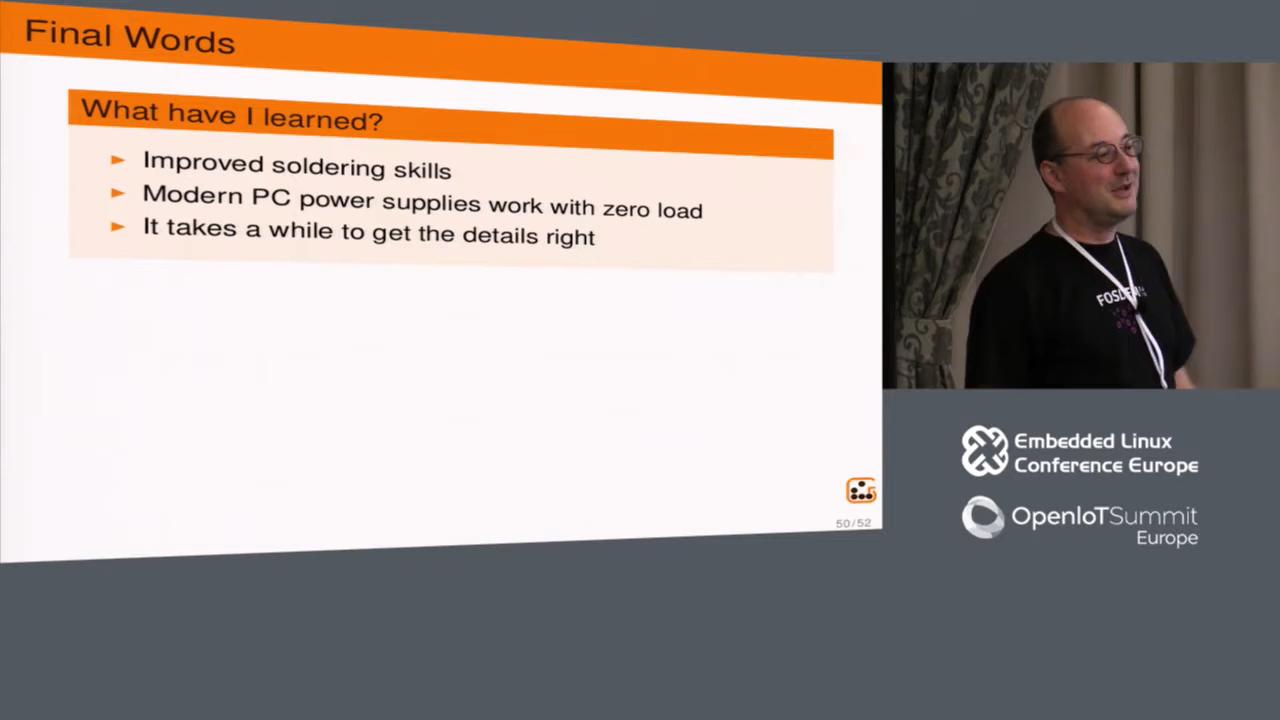 Final Words
What have I learned?
Improved soldering skills
Modern PC power supplies work with zero load
It takes a while to get the details right
50/52
Embedded Linux
Conference Europe
OpenIoTSummit
Europe